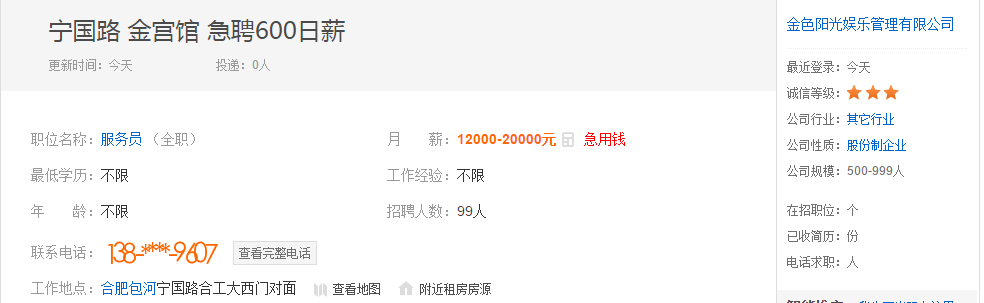 宁国路 金宫馆 急聘600日薪
更新时间：今天 投递：0人
职位名称：服务员（全职） 月 薪：12000-20000元 急用钱
最低学历：不限 工作经验：不限
年 龄：不限 招聘人数：99人
联系电话：138-****-9607 查看完整电话
工作地点：合肥包河宁国路合工大西门对面 查看地图 附近租房房源
金色阳光娱乐管理有限公司
最近登录：今天
诚信等级：
公司行业：其它行业
公司性质：股份制企业
公司规模：500-999人
在招职位：个
已收简历：份
电话求职：人